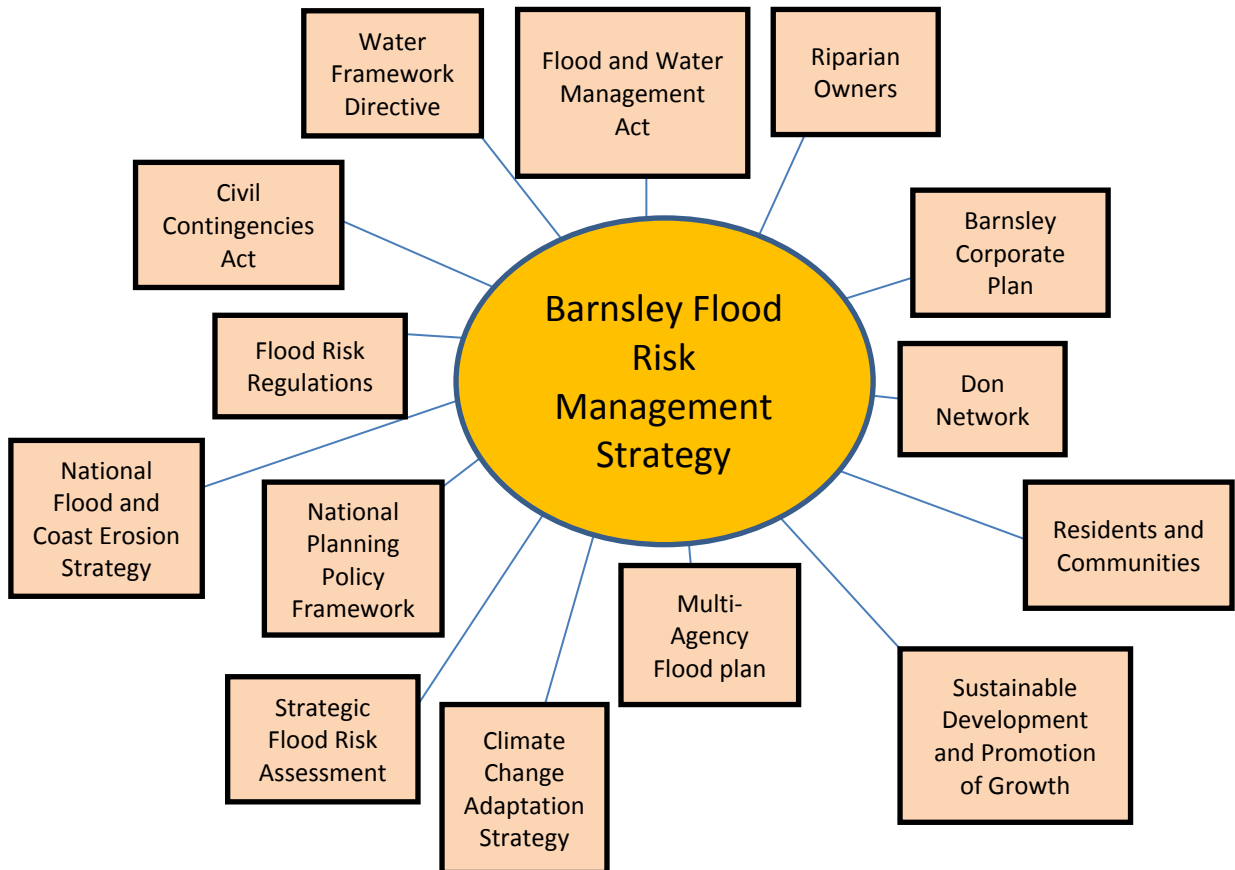 Water
Framework
Directive
Flood and Water
Management
Act
Riparian
Owners
Civil
Contingencies
Act
Barnsley
Corporate
Plan
Barnsley Flood
Risk
Management
Strategy
Flood Risk
Regulations
Don
Network
National
Flood and
Coast Erosion
Strategy
National
Planning
Policy
Framework
Residents and
Communities
Multi-
Agency
Flood plan
Strategic
Flood Risk
Assessment
Climate
Change
Adaptation
Strategy
Sustainable
Development
and Promotion
of Growth